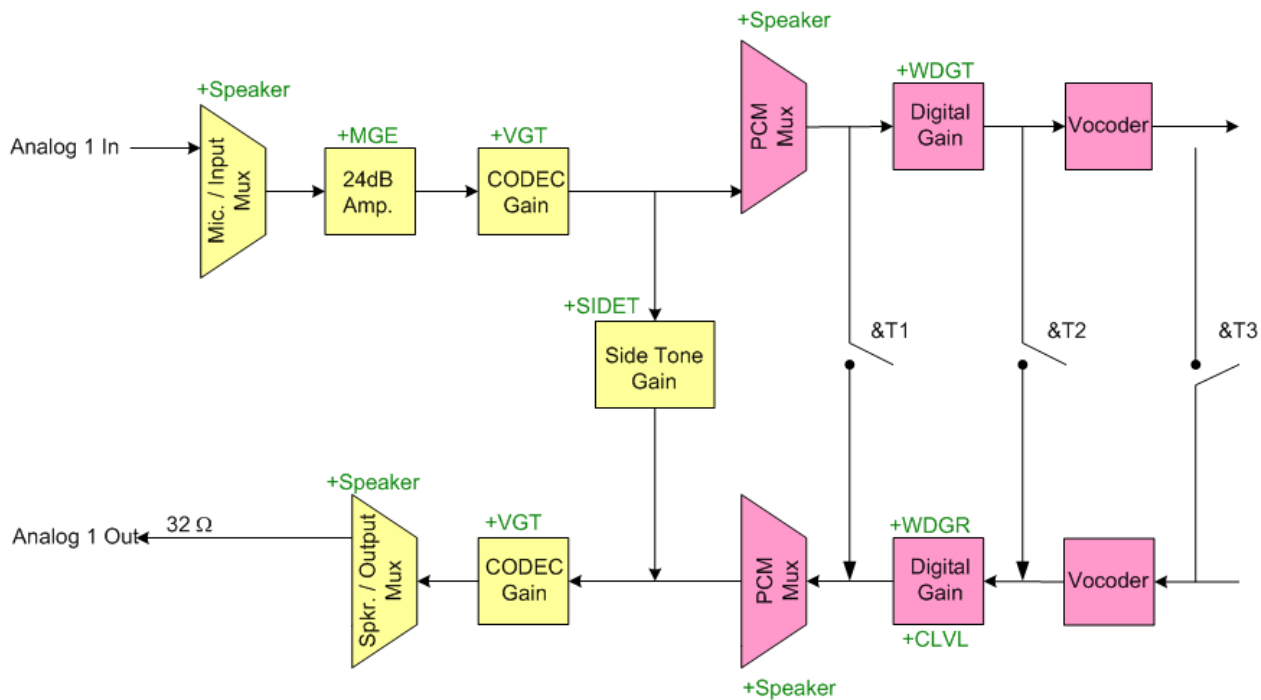 +Speaker
+Speaker
+WDGT
Analog 1 In
Mic. / Input
Mux
+MGE
24dB
Amp.
+VGT
CODEC
Gain
PCM
Mux
Digital
Gain
Vocoder
+SIDET
Side Tone
Gain
&T1
&T2
&T3
+Speaker
Analog 1 Out
32 Ω
Spkr. / Output
Mux
+VGT
CODEC
Gain
PCM
Mux
+Speaker
+WDGR
Digital
Gain
+CLVL
Vocoder